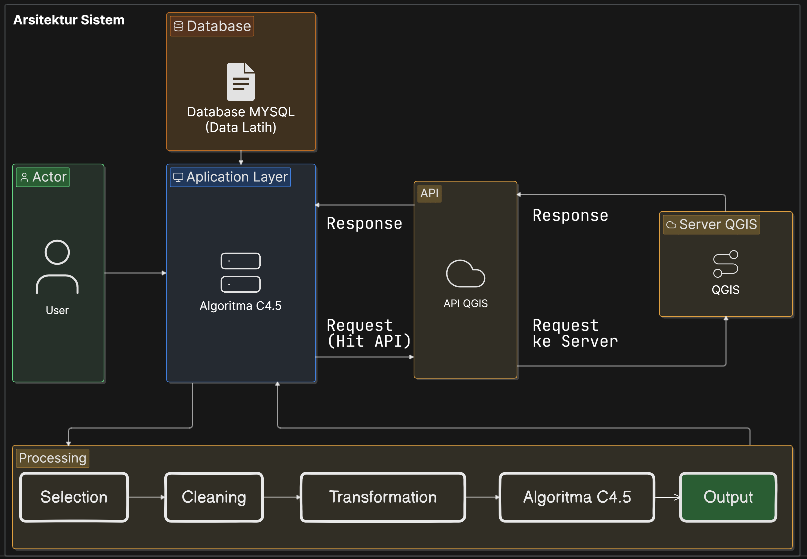 Arsitektur Sistem
Database
Database MYSQL
(Data Latih)
Actor
User
Aplication Layer
Algoritma C4.5
Response
Request
(Hit API)
API
API QGIS
Response
Request
ke Server
Server QGIS
QGIS
Processing
Selection
Cleaning
Transformation
Algoritma C4.5
Output